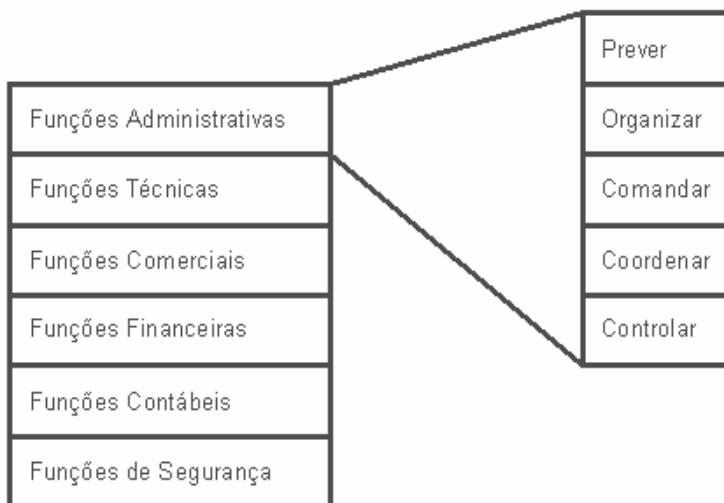 Funções Administrativas
Funções Técnicas
Funções Comerciais
Funções Financeiras
Funções Contábeis
Funções de Segurança
Prever
Organizar
Comandar
Coordenar
Controlar